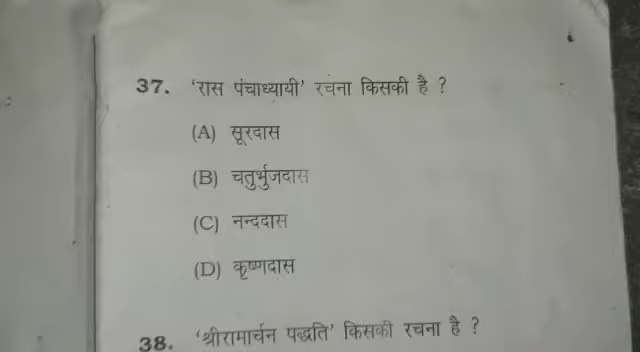 37. 'रास पंचाध्यायी' रचना किसकी है ?
(A) सूरदास
(B) चतुर्भुजदास
(C) नन्ददास
(D) कृष्णदास
38. 'श्रीरामार्चन पद्धति' किसकी रचना है ?